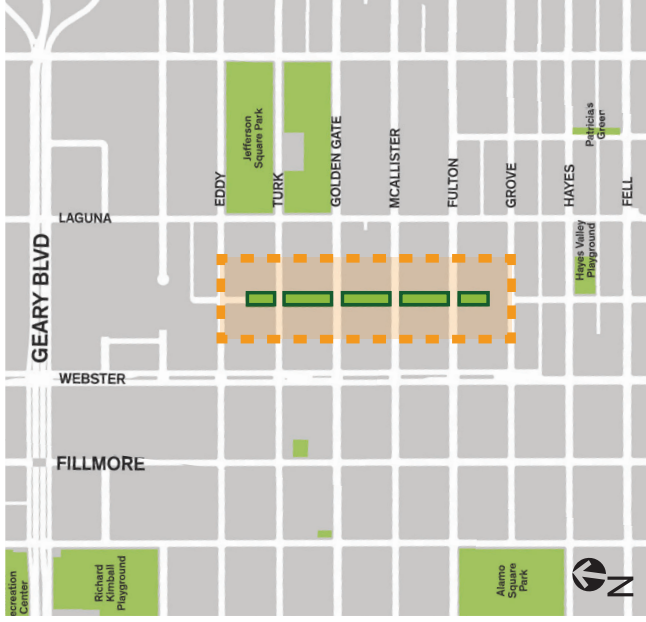 Jefferson
Square Park
Patricia's
Green
EDDY
TURK
GOLDEN GATE
MCALLISTER
FULTON
GROVE
HAYES
FELL
LAGUNA
Hayes Valley
Playground
GEARY BLVD
WEBSTER
FILLMORE
ecreation
Center
Richard
Kimball
Playground
Alamo
Square
Park
N